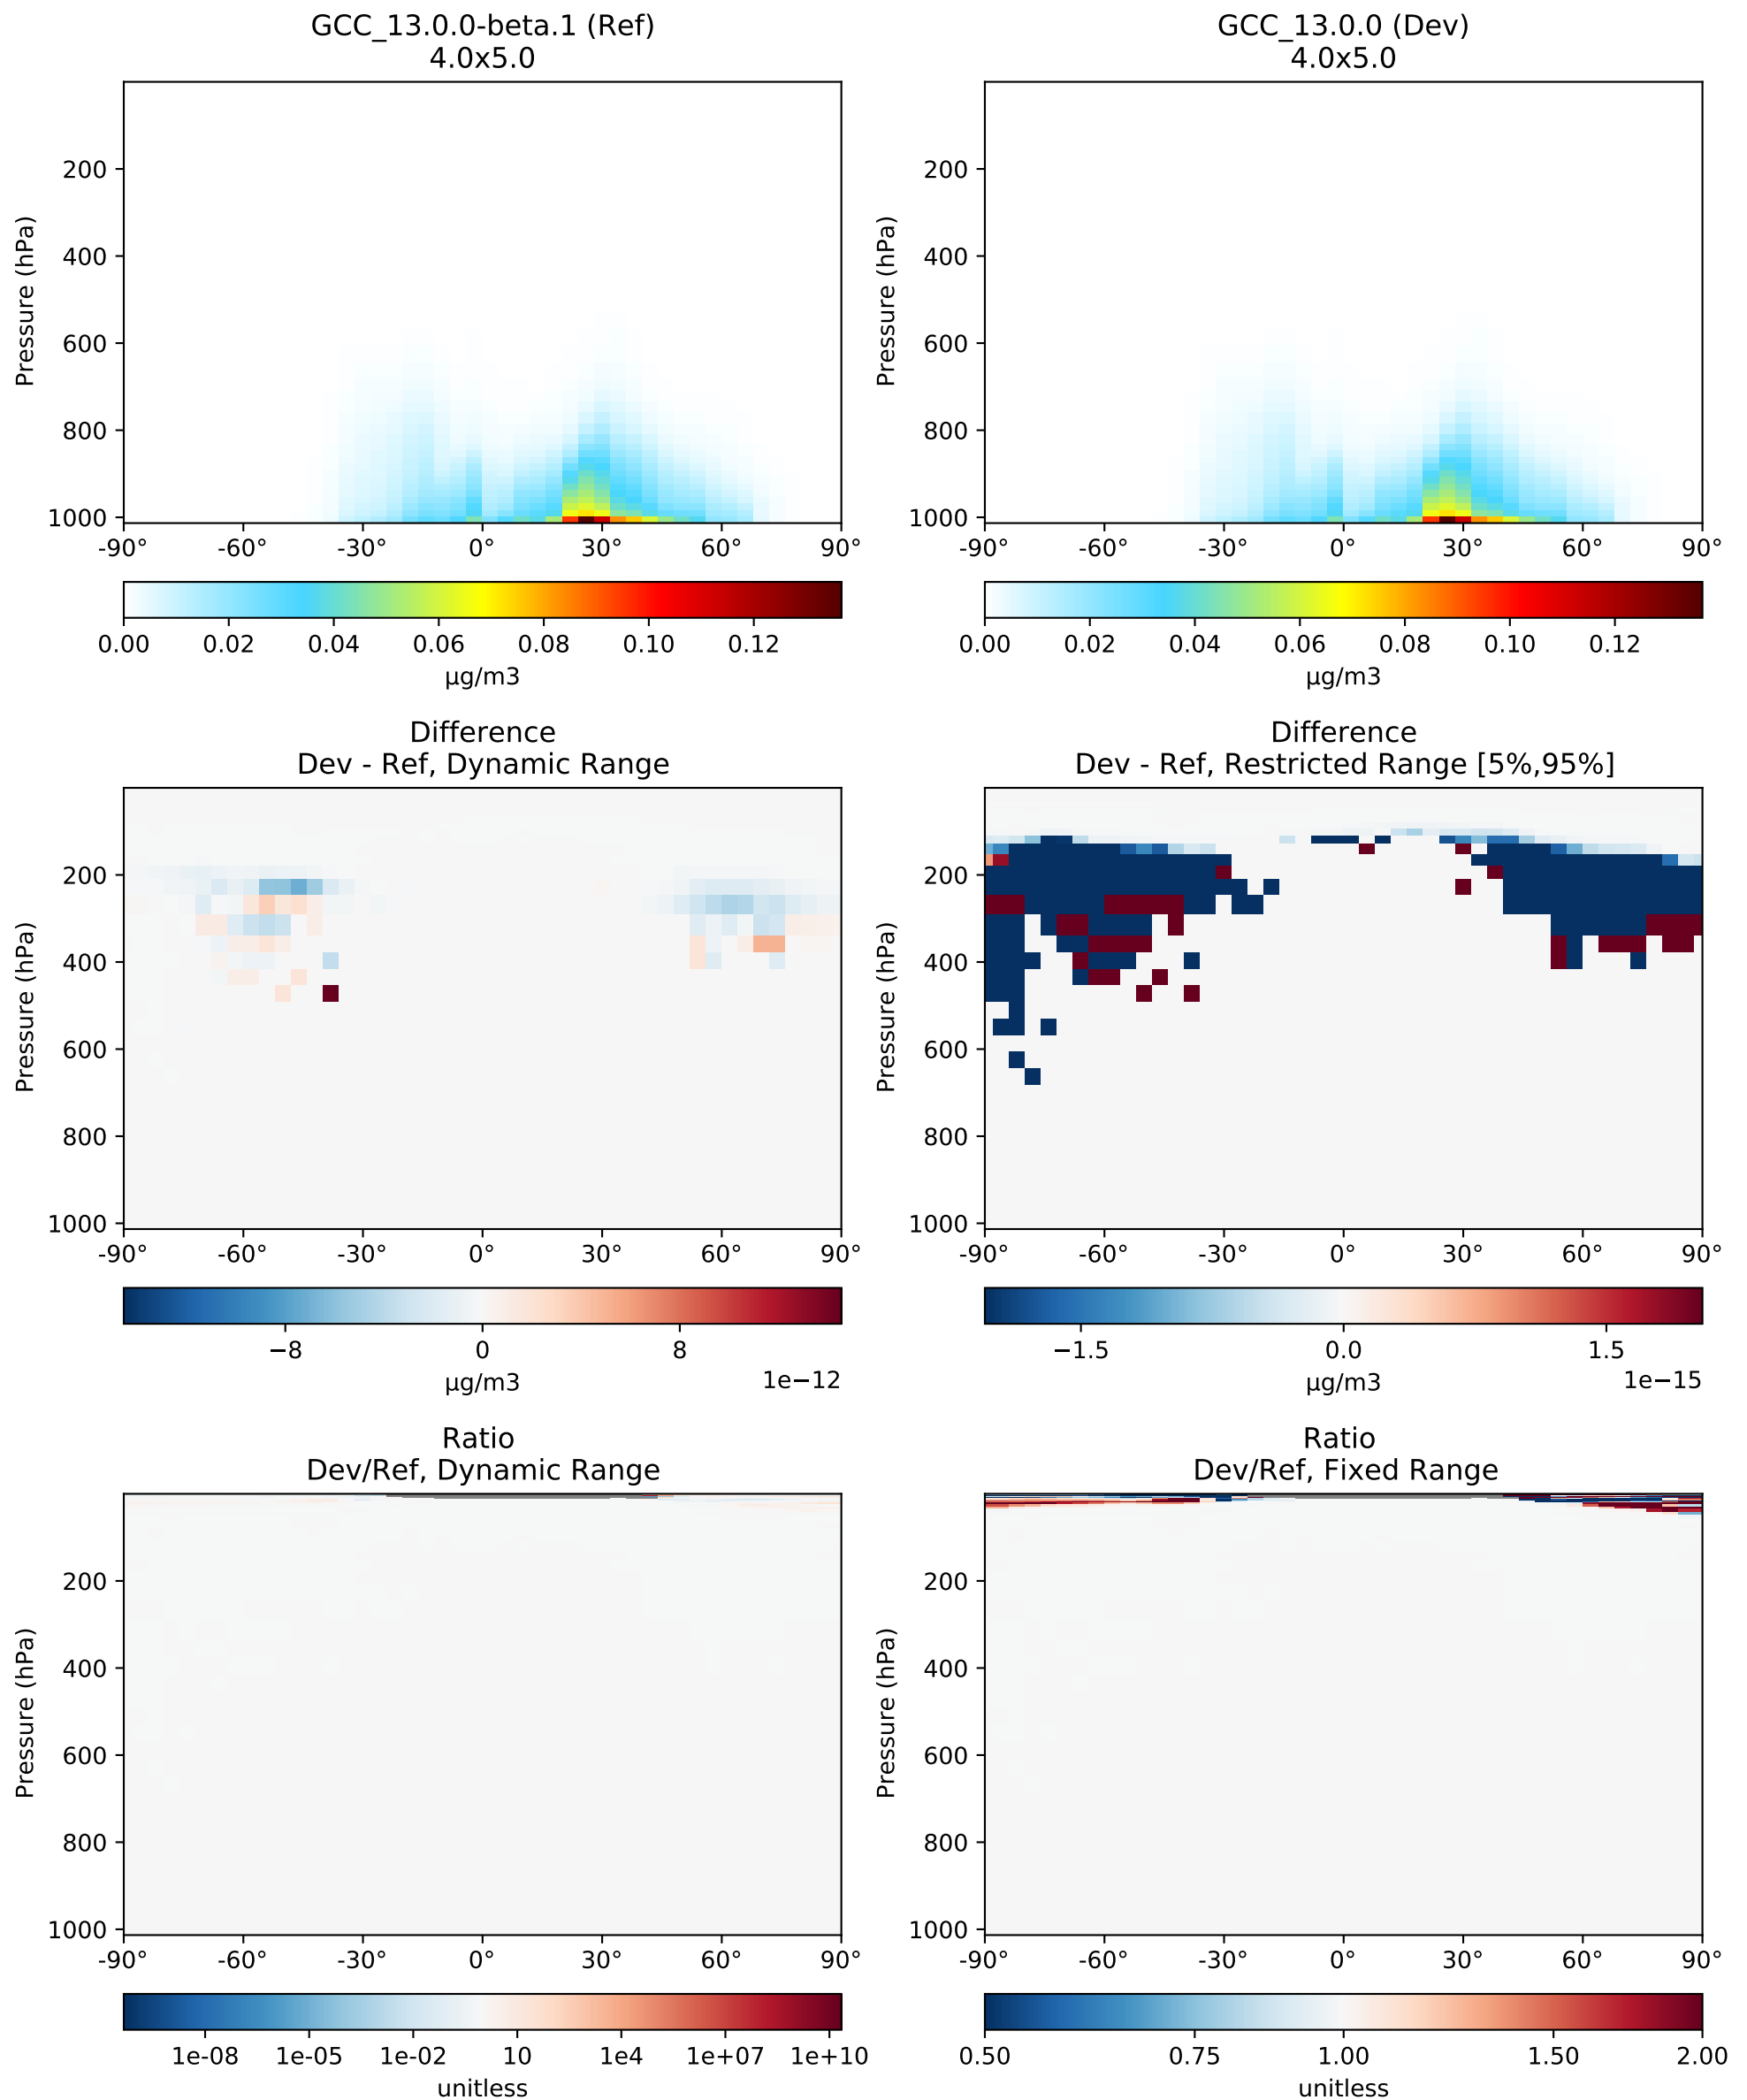 GCC_13.0.0-beta.1 (Ref)
4.0x5.0
Pressure (hPa)
200
400
600
800
1000
-90° -60° -30° 0° 30° 60° 90°
0.00 0.02 0.04 0.06 0.08 0.10 0.12
µg/m3
GCC_13.0.0 (Dev)
4.0x5.0
Pressure (hPa)
200
400
600
800
1000
-90° -60° -30° 0° 30° 60° 90°
0.00 0.02 0.04 0.06 0.08 0.10 0.12
µg/m3
Difference
Dev - Ref, Dynamic Range
Pressure (hPa)
200
400
600
800
1000
-90° -60° -30° 0° 30° 60° 90°
−8 0 8
µg/m3 1e−12
Difference
Dev - Ref, Restricted Range [5%,95%]
Pressure (hPa)
200
400
600
800
1000
-90° -60° -30° 0° 30° 60° 90°
−1.5 0.0 1.5
µg/m3 1e−15
Ratio
Dev/Ref, Dynamic Range
Pressure (hPa)
200
400
600
800
1000
-90° -60° -30° 0° 30° 60° 90°
1e-08 1e-05 1e-02 10 1e+4 1e+07 1e+10
unitless
Ratio
Dev/Ref, Fixed Range
Pressure (hPa)
200
400
600
800
1000
-90° -60° -30° 0° 30° 60° 90°
0.50 0.75 1.00 1.50 2.00
unitless